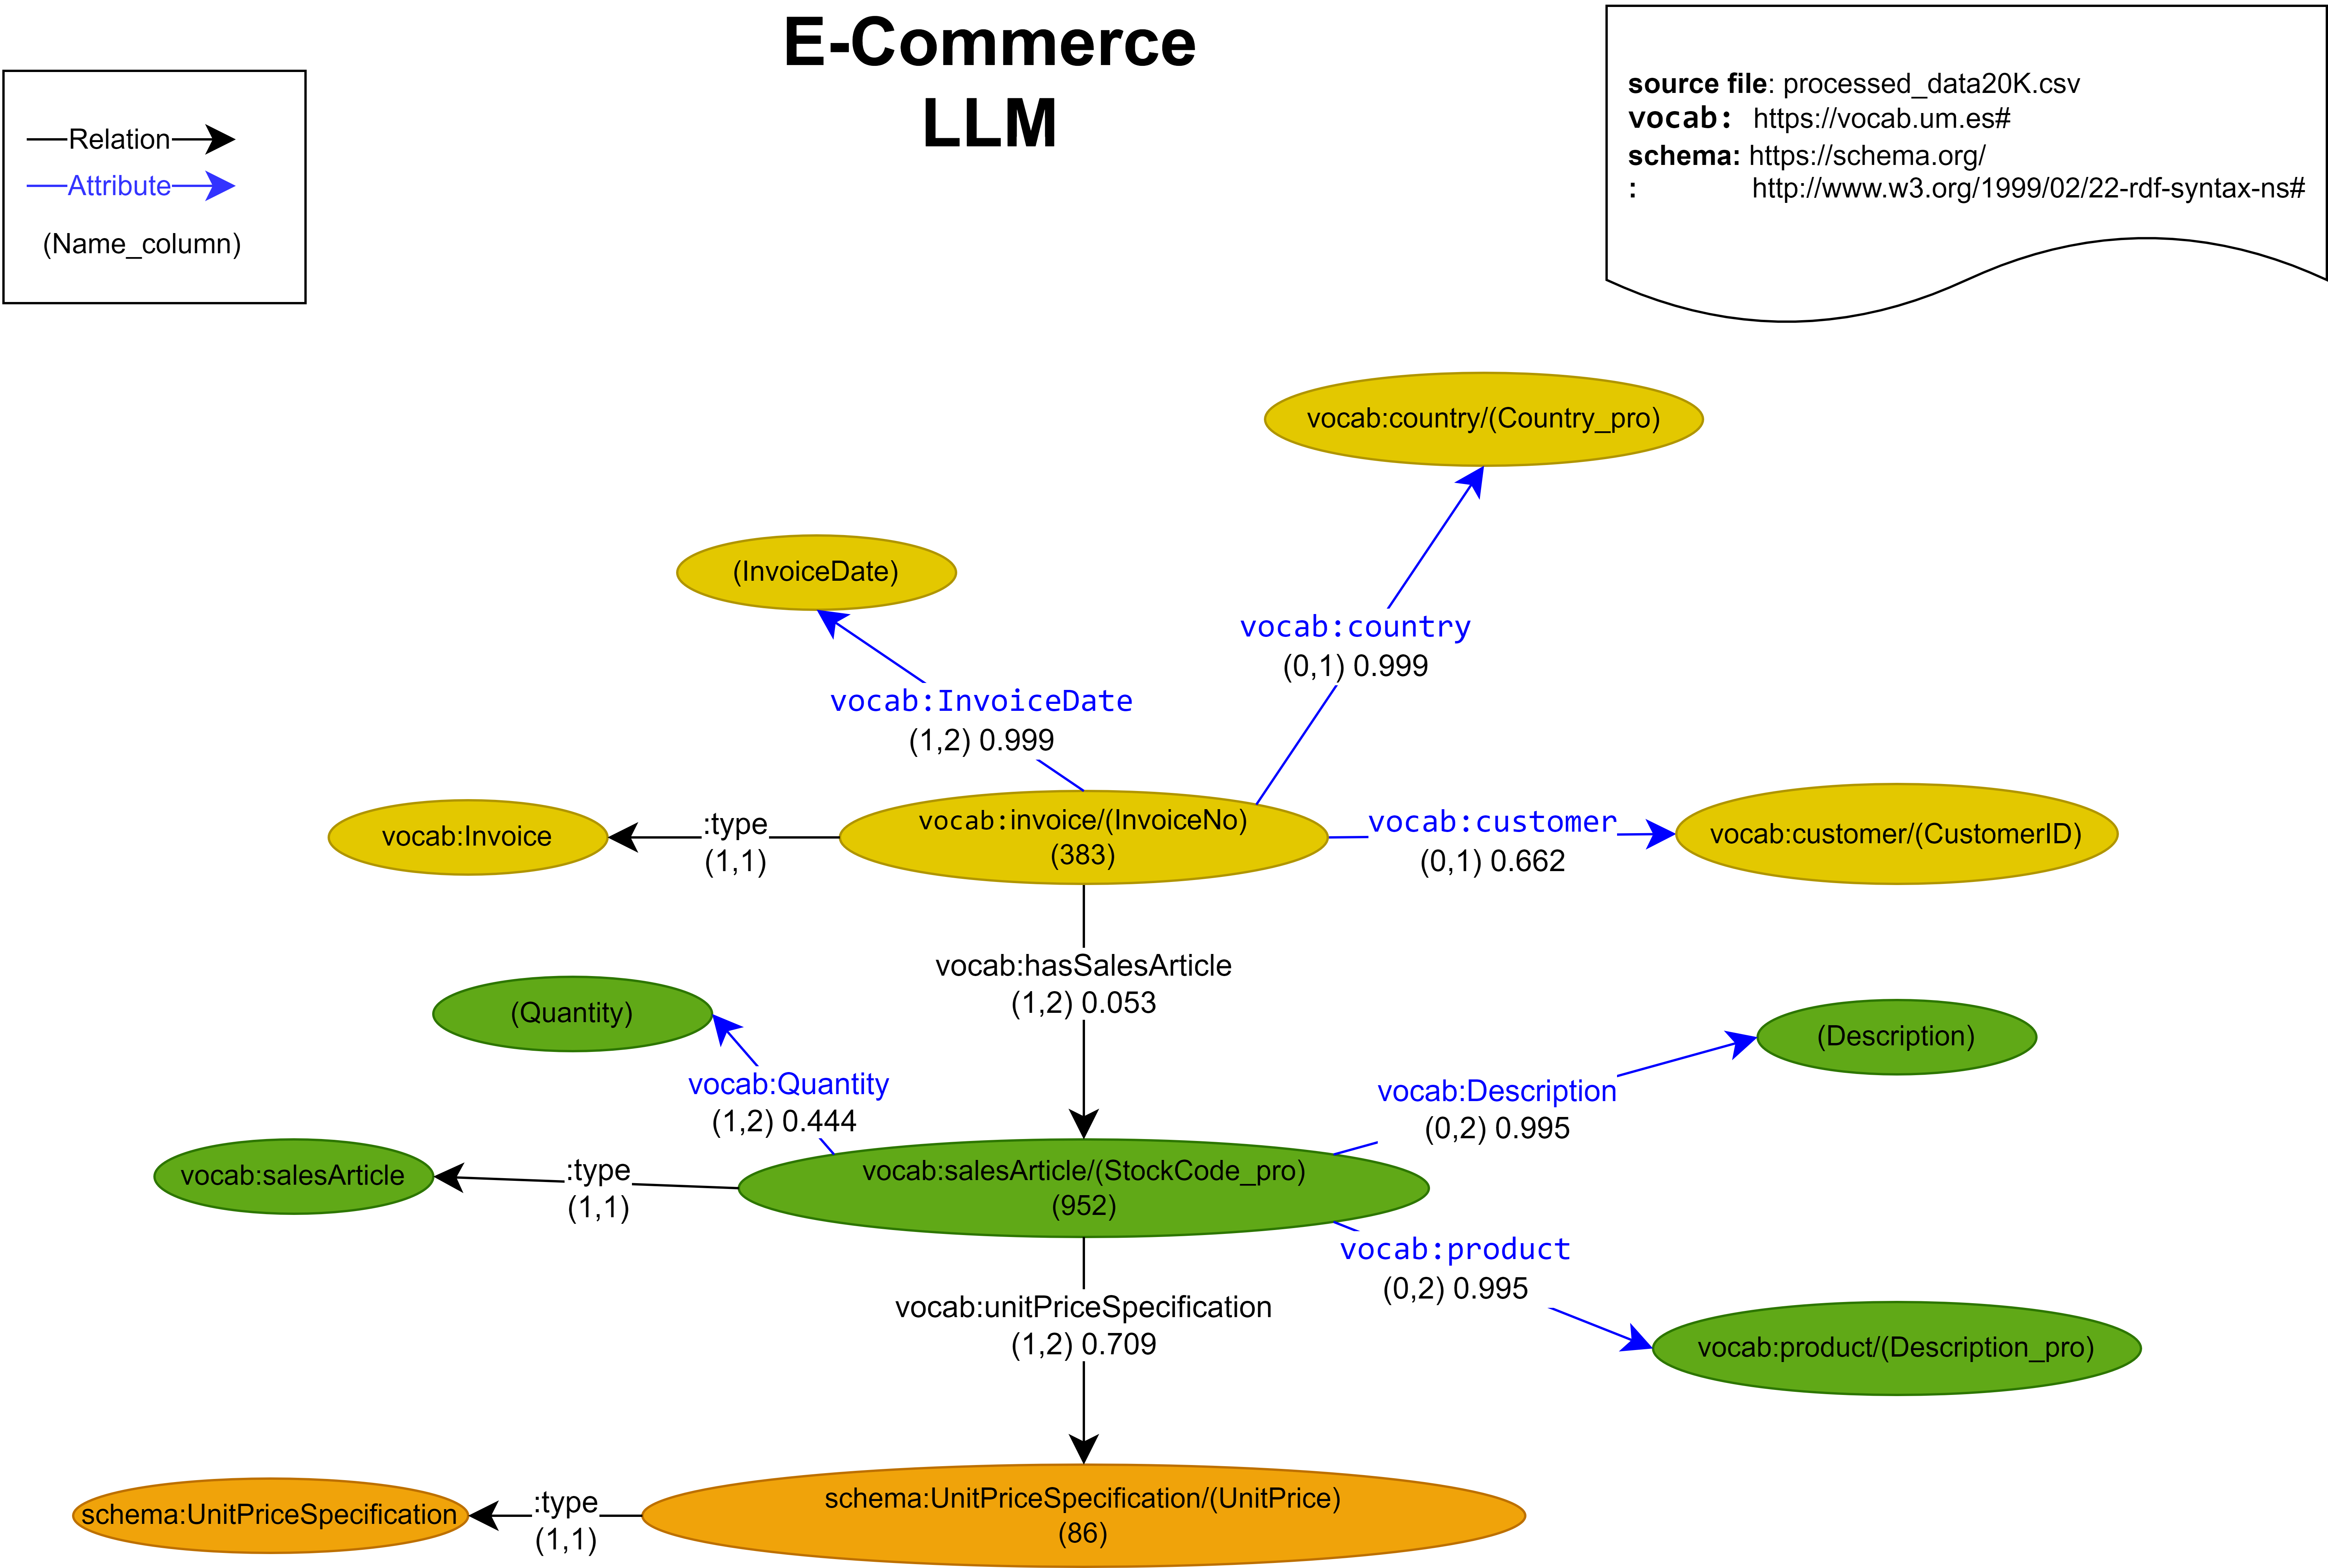 E-Commerce
LLM
Relation
Attribute
(Name_column)
source file: processed_data20K.csv
vocab: https://vocab.um.es#
schema: https://schema.org/
: http://www.w3.org/1999/02/22-rdf-syntax-ns#
vocab:country/(Country_pro)
(InvoiceDate)
vocab:country
(0,1) 0.999
vocab:InvoiceDate
(1,2) 0.999
vocab:Invoice
:type
(1,1)
vocab:invoice/(InvoiceNo)
(383)
vocab:customer
(0,1) 0.662
vocab:customer/(CustomerID)
vocab:hasSalesArticle
(1,2) 0.053
(Quantity)
(Description)
vocab:Quantity
(1,2) 0.444
vocab:Description
(0,2) 0.995
vocab:salesArticle
:type
(1,1)
vocab:salesArticle/(StockCode_pro)
(952)
vocab:product
(0,2) 0.995
vocab:unitPriceSpecification
(1,2) 0.709
vocab:product/(Description_pro)
schema:UnitPriceSpecification
:type
(1,1)
schema:UnitPriceSpecification/(UnitPrice)
(86)